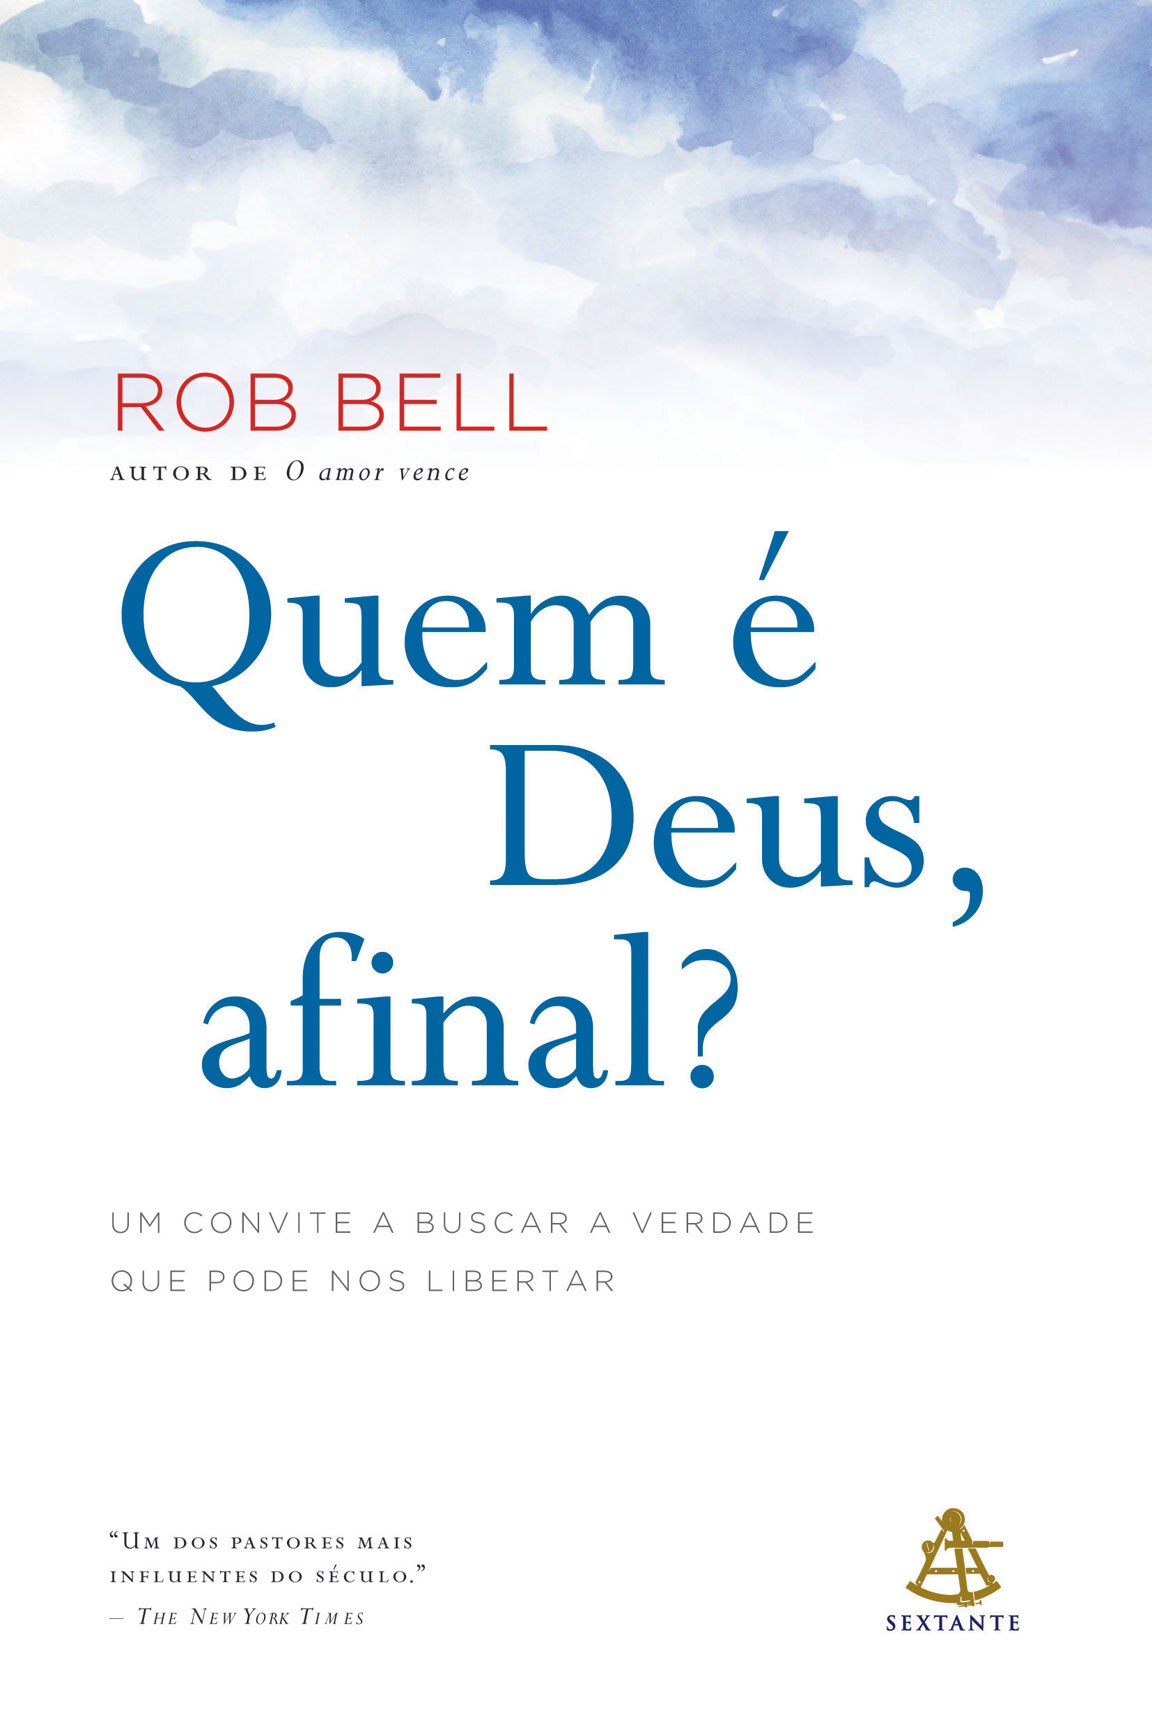 ROB BELL
AUTOR DE O amor vence
Quem é
Deus,
afinal?
UM CONVITE A BUSCAR A VERDADE
QUE PODE NOS LIBERTAR
“Um dos pastores mais
influentes do século.”
– The New York Times
SEXTANTE